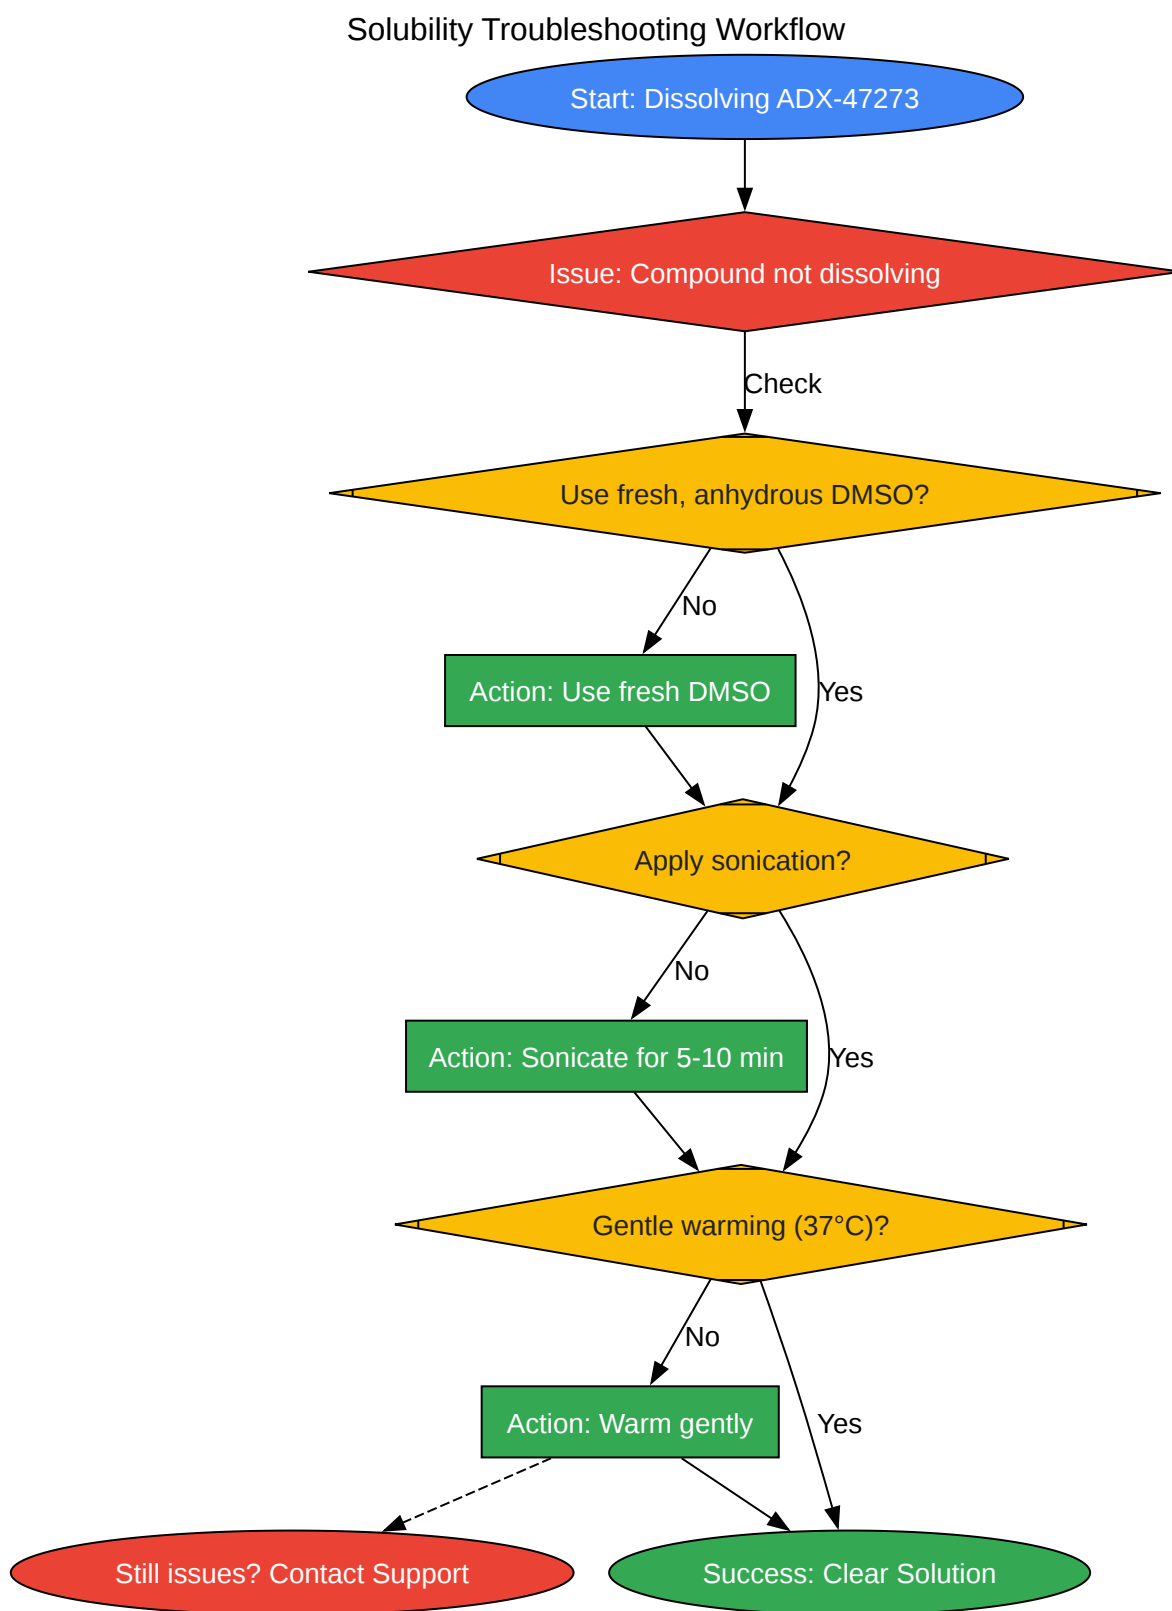 Solubility Troubleshooting Workflow
Start: Dissolving ADX-47273
Issue: Compound not dissolving
Check
Use fresh, anhydrous DMSO?
No
Action: Use fresh DMSO
Yes
Apply sonication?
No
Action: Sonicate for 5-10 min
Yes
Gentle warming (37°C)?
No
Action: Warm gently
Yes
Still issues? Contact Support
Success: Clear Solution